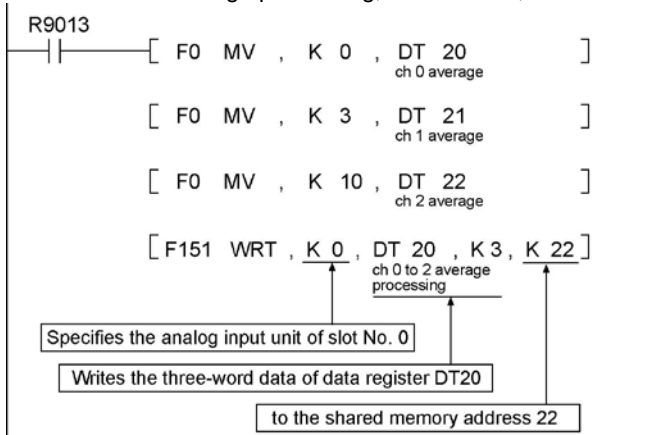 R9013
[ F0 MV , K 0 , DT 20 ]
ch 0 average
[ F0 MV , K 3 , DT 21 ]
ch 1 average
[ F0 MV , K 10 , DT 22 ]
ch 2 average
[ F151 WRT , K 0 , DT 20 , K 3 , K 22 ]
ch 0 to 2 average
processing
Specifies the analog input unit of slot No. 0
Writes the three-word data of data register DT20
to the shared memory address 22